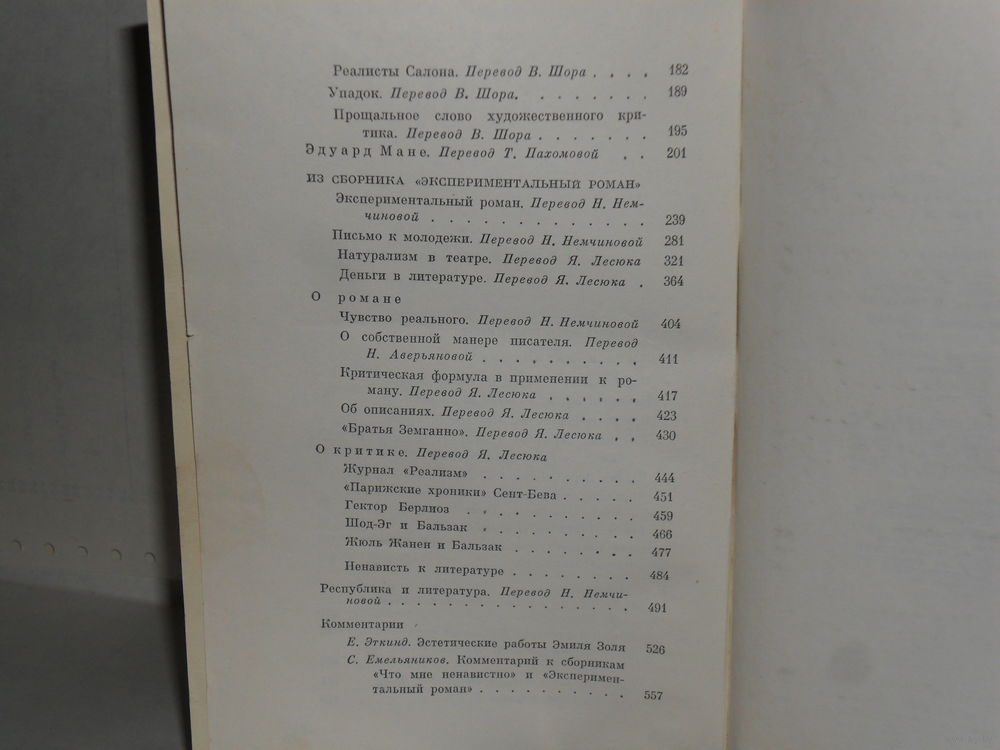 Реалисты Салона. Перевод В. Шора . . . . 182
Упадок. Перевод В. Шора. . . . . . . . 189
Прощальное слово художественного кри-
тика. Перевод В. Шора . . . . . . . 195
Эдуард Мане. Перевод Т. Пахомовой . . 201
ИЗ СБОРНИКА «ЭКСПЕРИМЕНТАЛЬНЫЙ РОМАН»
Экспериментальный роман. Перевод Н. Нем-
чиновой . . . . . . . . . . . . . 239
Письмо к молодежи. Перевод Н. Немчиновой 281
Натурализм в театре. Перевод Я. Лесюка 321
Деньги в литературе. Перевод Я. Лесюка . 364
О романе
Чувство реального. Перевод Н. Немчиновой 404
О собственной манере писателя. Перевод
Н. Аверьяновой . . . . . . . . . . 411
Критическая формула в применении к ро-
ману. Перевод Я. Лесюка . . . . . . 417
Об описаниях. Перевод Я. Лесюка . . . . 423
«Братья Земганно». Перевод Я. Лесюка . . 430
О критике. Перевод Я. Лесюка
Журнал «Реализм» . . . . . . . . . . 444
«Парижские хроники» Сент-Бева . . . . . 451
Гектор Берлиоз . . . . . . . . . . . 459
Шод-Эг и Бальзак . . . . . . . . . . 466
Жюль Жанен и Бальзак . . . . . . . . 477
Ненависть к литературе . . . . . . . . 484
Республика и литература. Перевод Н. Немчи-
новой . . . . . . . . . . . . . . . . . 491
Комментарии
Е. Эткинд. Эстетические работы Эмиля Золя 526
С. Емельяников. Комментарий к сборникам
«Что мне ненавистно» и «Эксперимен-
тальный роман» . . . . . . . . . . 557